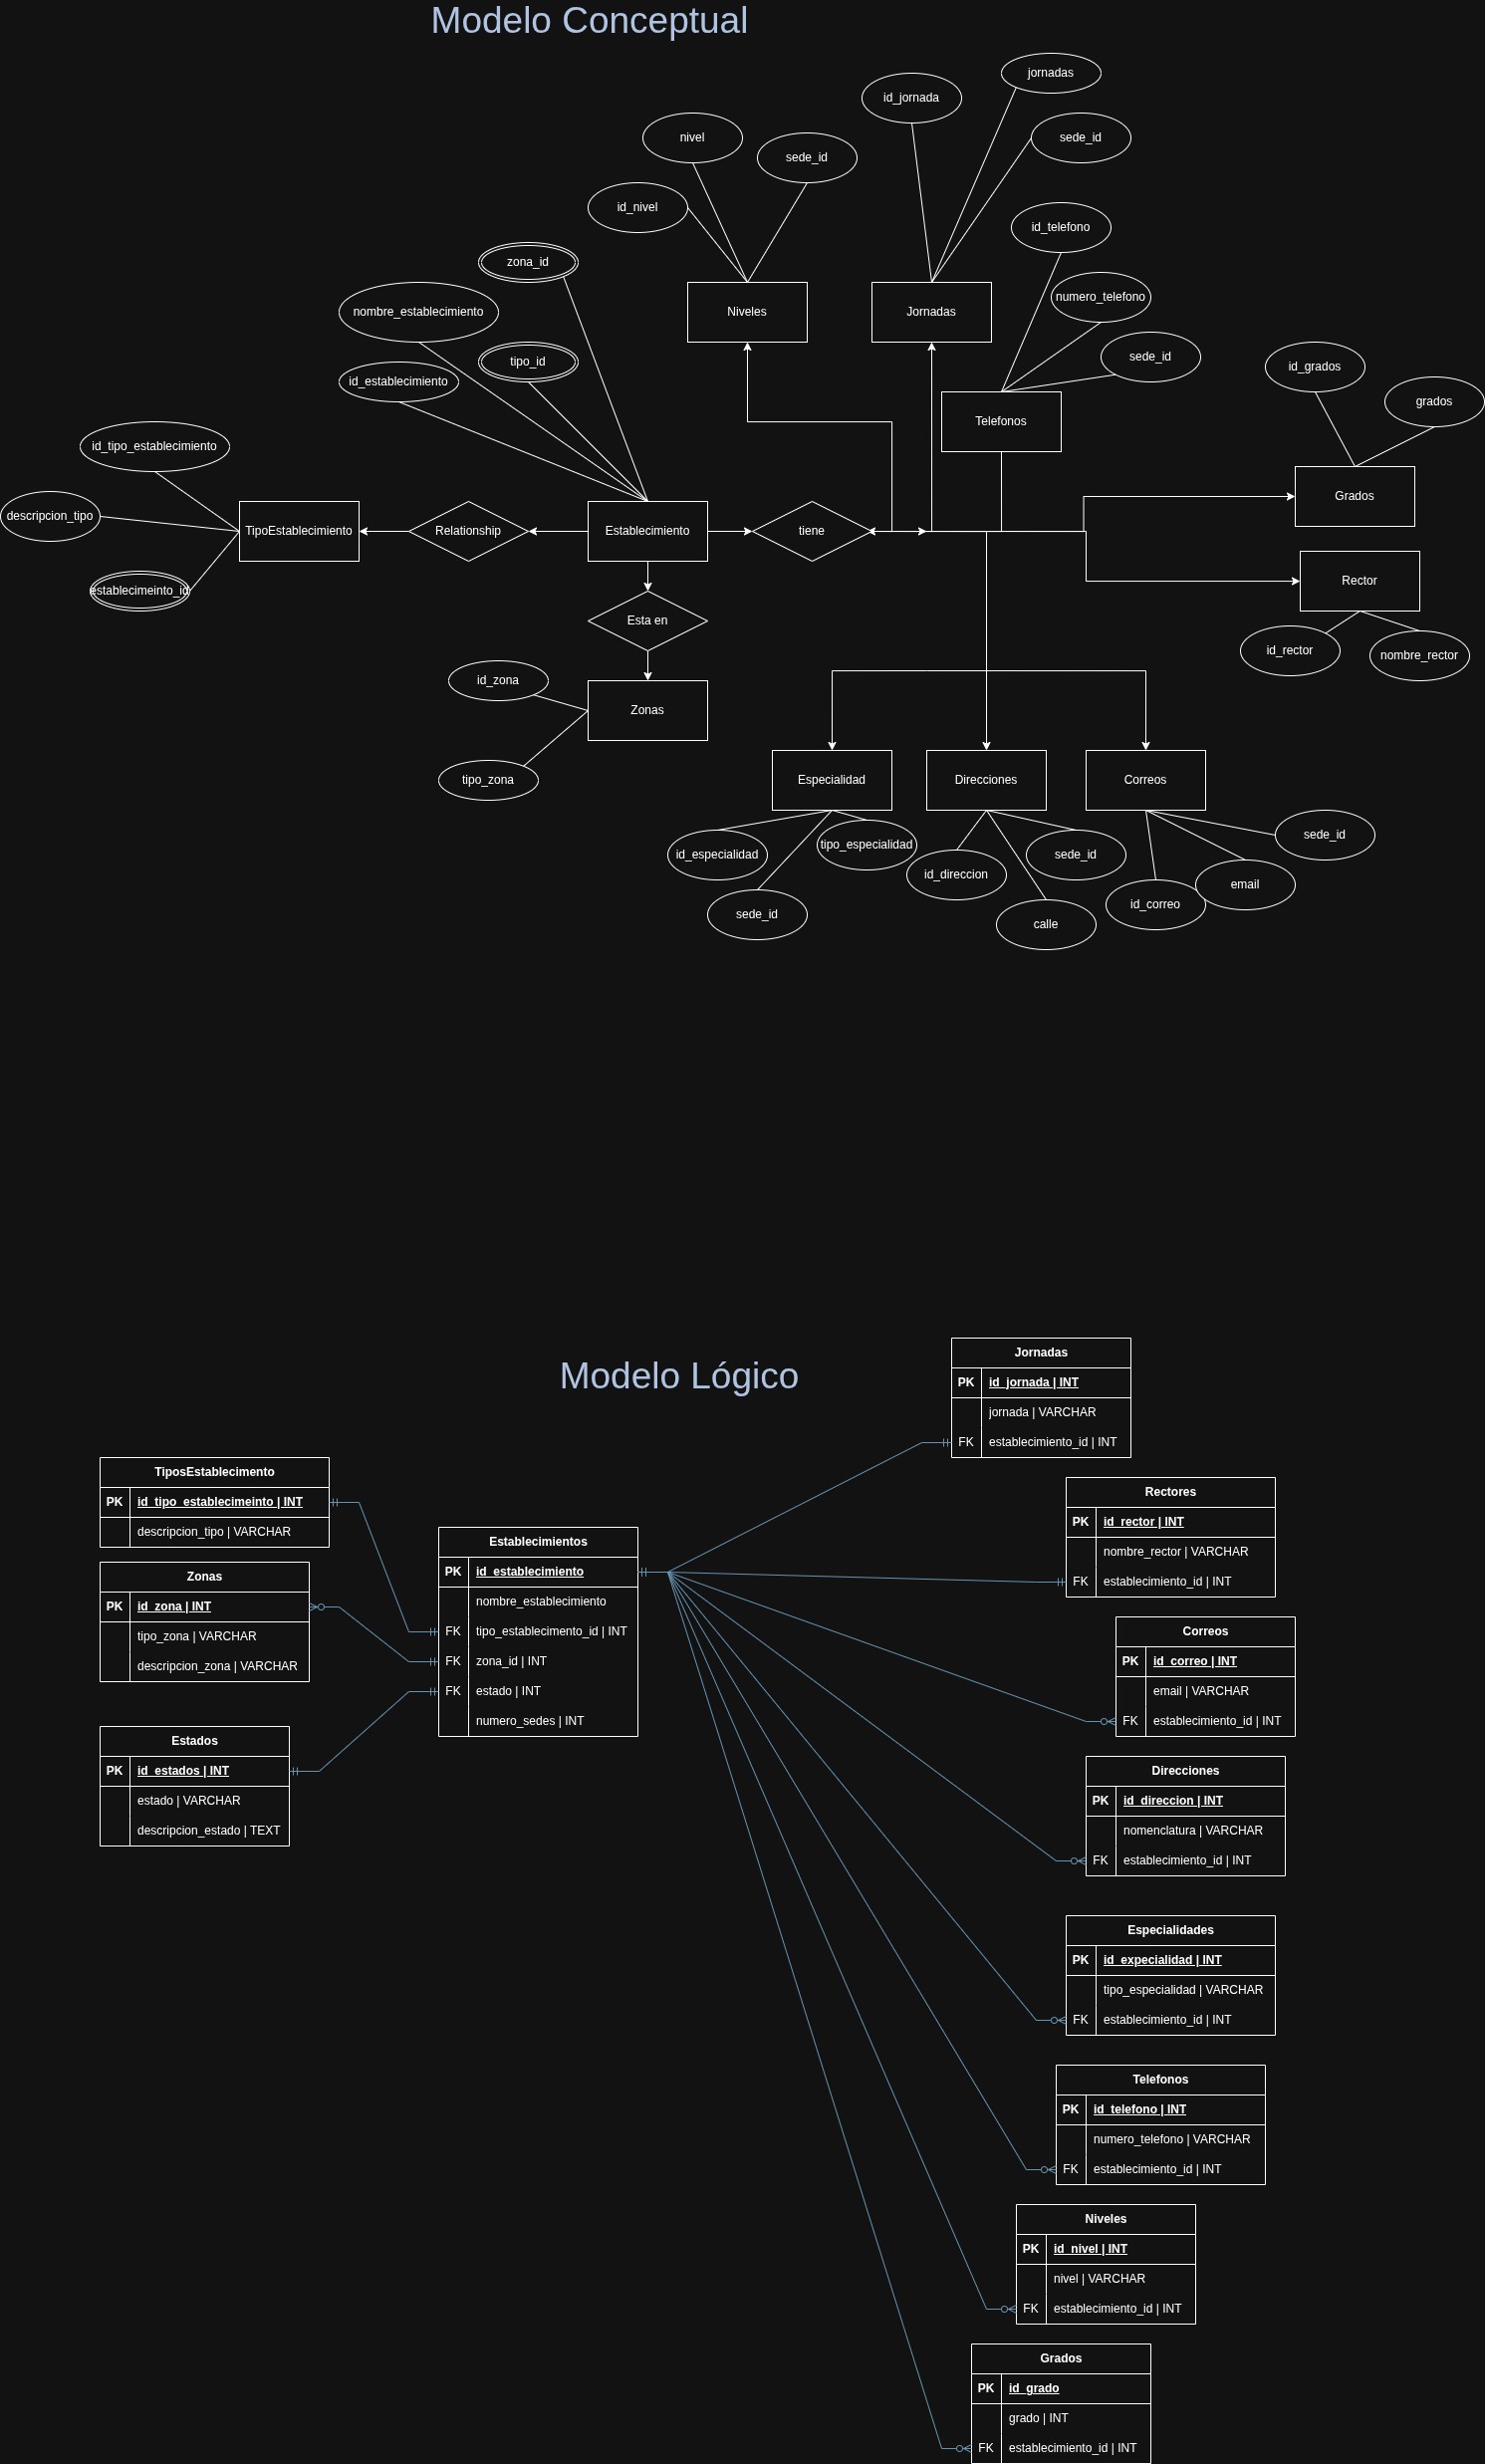 Modelo Conceptual
jornadas
id_jornada
nivel
sede_id
sede_id
id_nivel
id_telefono
zona_id
nombre_establecimiento
Niveles
Jornadas
numero_telefono
tipo_id
sede_id
id_establecimiento
id_grados
grados
Telefonos
id_tipo_establecimiento
Grados
descripcion_tipo
TipoEstablecimiento
Relationship
Establecimiento
tiene
Rector
establecimeinto_id
Esta en
id_rector
nombre_rector
id_zona
Zonas
tipo_zona
Especialidad
Direcciones
Correos
sede_id
id_especialidad
tipo_especialidad
id_direccion
sede_id
email
id_correo
sede_id
calle
Modelo Lógico
Jornadas
PK id_jornada | INT
jornada | VARCHAR
FK establecimiento_id | INT
TiposEstablecimento
PK id_tipo_establecimeinto | INT
descripcion_tipo | VARCHAR
Zonas
PK id_zona | INT
tipo_zona | VARCHAR
descripcion_zona | VARCHAR
Estados
PK id_estados | INT
estado | VARCHAR
descripcion_estado | TEXT
Establecimientos
PK id_establecimiento
nombre_establecimiento
FK tipo_establecimento_id | INT
FK zona_id | INT
FK estado | INT
numero_sedes | INT
Rectores
PK id_rector | INT
nombre_rector | VARCHAR
FK establecimiento_id | INT
Correos
PK id_correo | INT
email | VARCHAR
FK establecimiento_id | INT
Direcciones
PK id_direccion | INT
nomenclatura | VARCHAR
FK establecimiento_id | INT
Especialidades
PK id_expecialidad | INT
tipo_especialidad | VARCHAR
FK establecimiento_id | INT
Telefonos
PK id_telefono | INT
numero_telefono | VARCHAR
FK establecimiento_id | INT
Niveles
PK id_nivel | INT
nivel | VARCHAR
FK establecimiento_id | INT
Grados
PK id_grado
grado | INT
FK establecimiento_id | INT